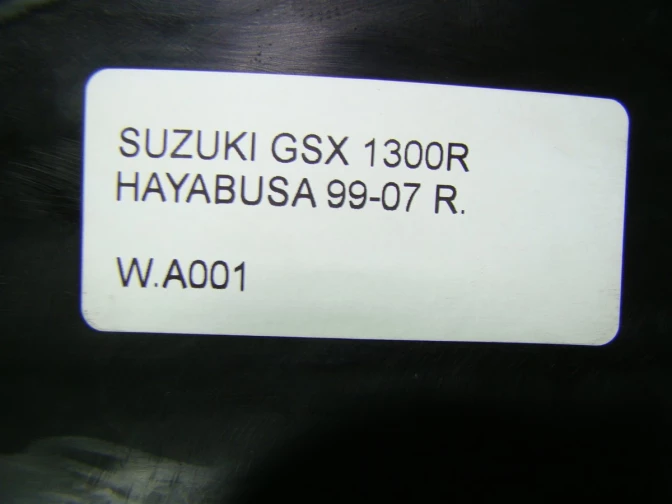 SUZUKI GSX 1300R
HAYABUSA 99-07 R.
W.A001